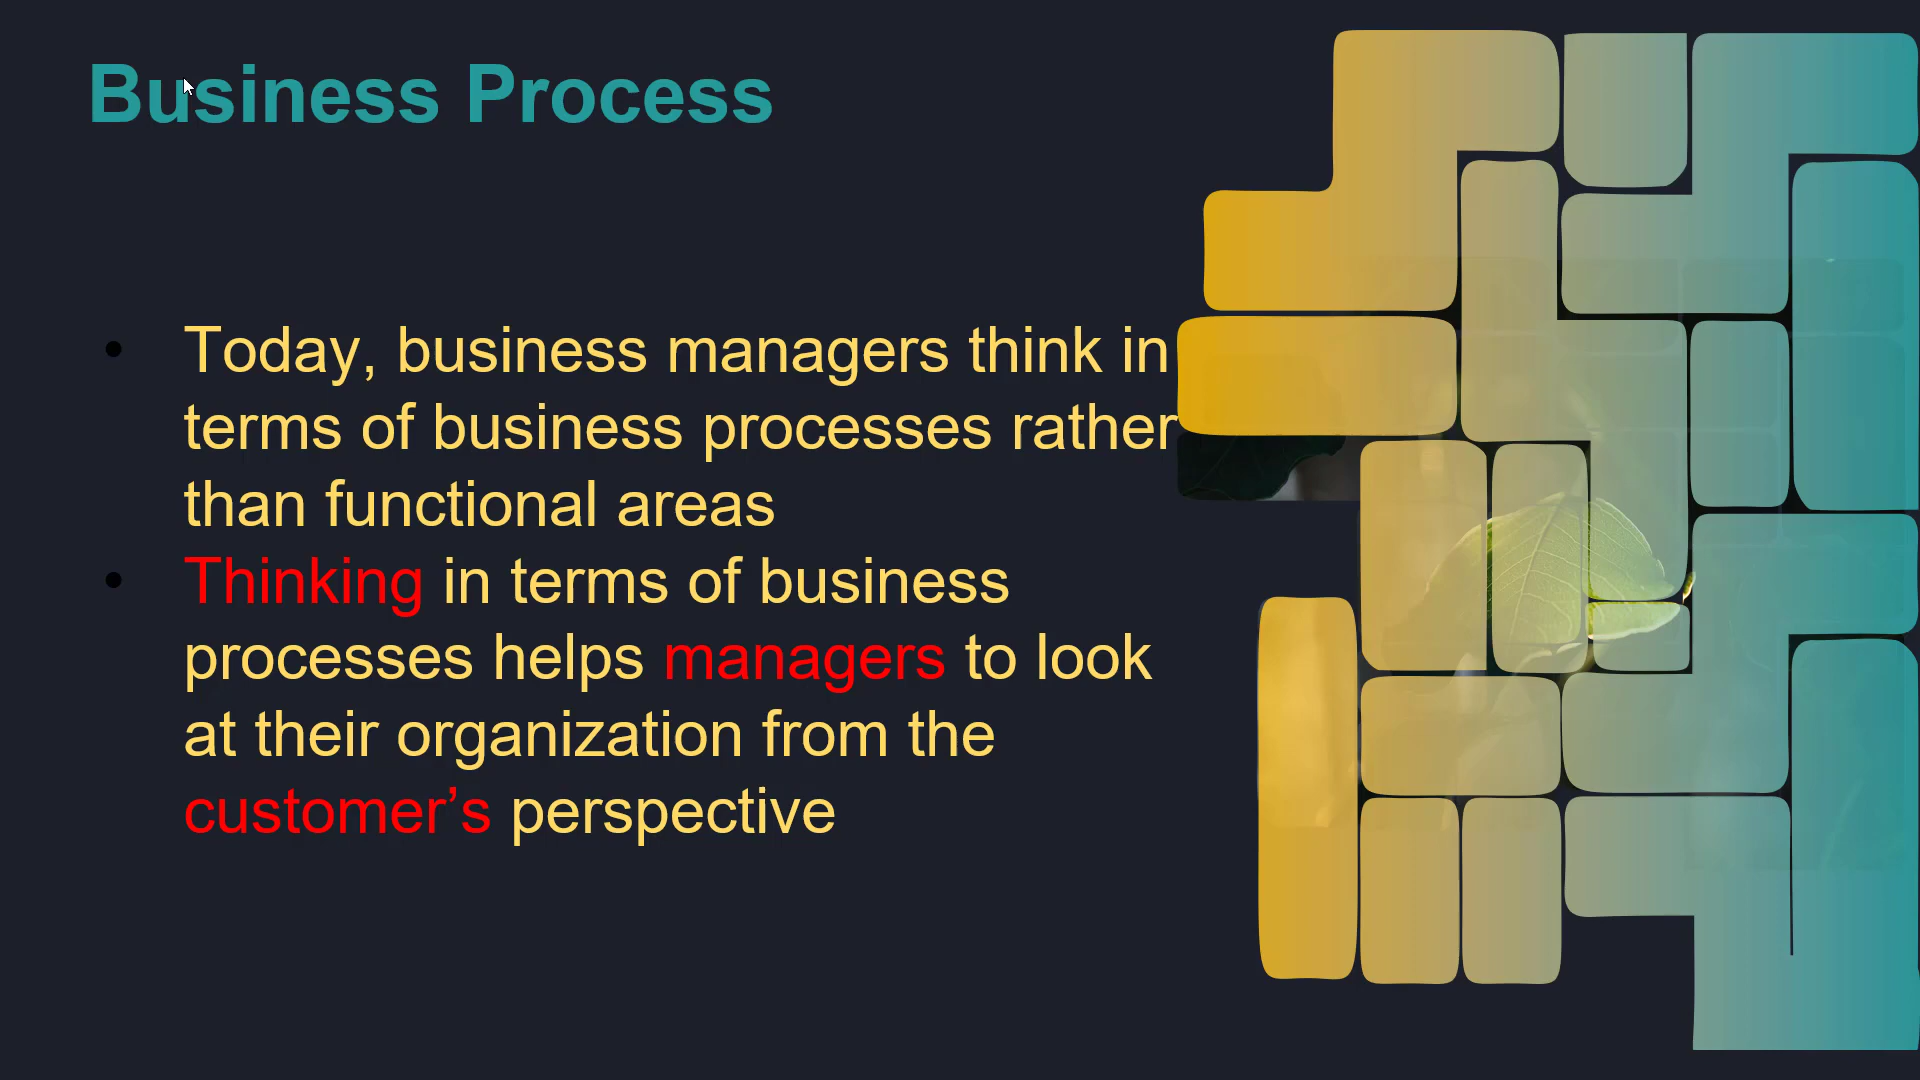 Business Process
• Today, business managers think in
terms of business processes rather
than functional areas
• Thinking in terms of business
processes helps managers to look
at their organization from the
customer’s perspective